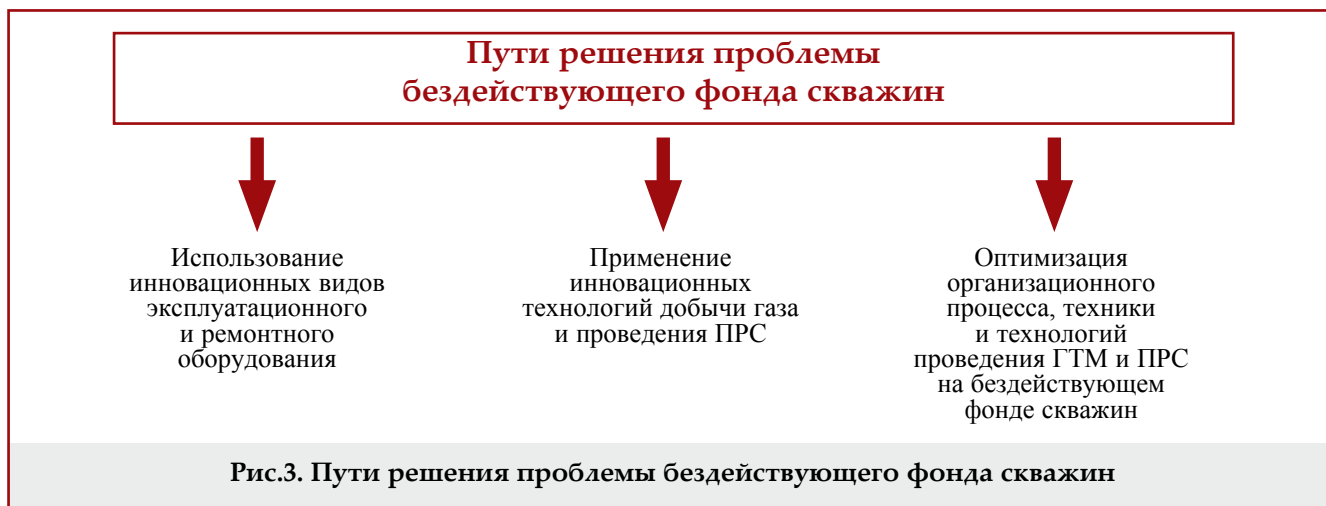 Пути решения проблемы
бездействующего фонда скважин
Использование
инновационных видов
эксплуатационного
и ремонтного
оборудования
Применение
инновационных
технологий добычи газа
и проведения ПРС
Оптимизация
организационного
процесса, техники
и технологий
проведения ГТМ и ПРС
на бездействующем
фонде скважин
Рис.3. Пути решения проблемы бездействующего фонда скважин